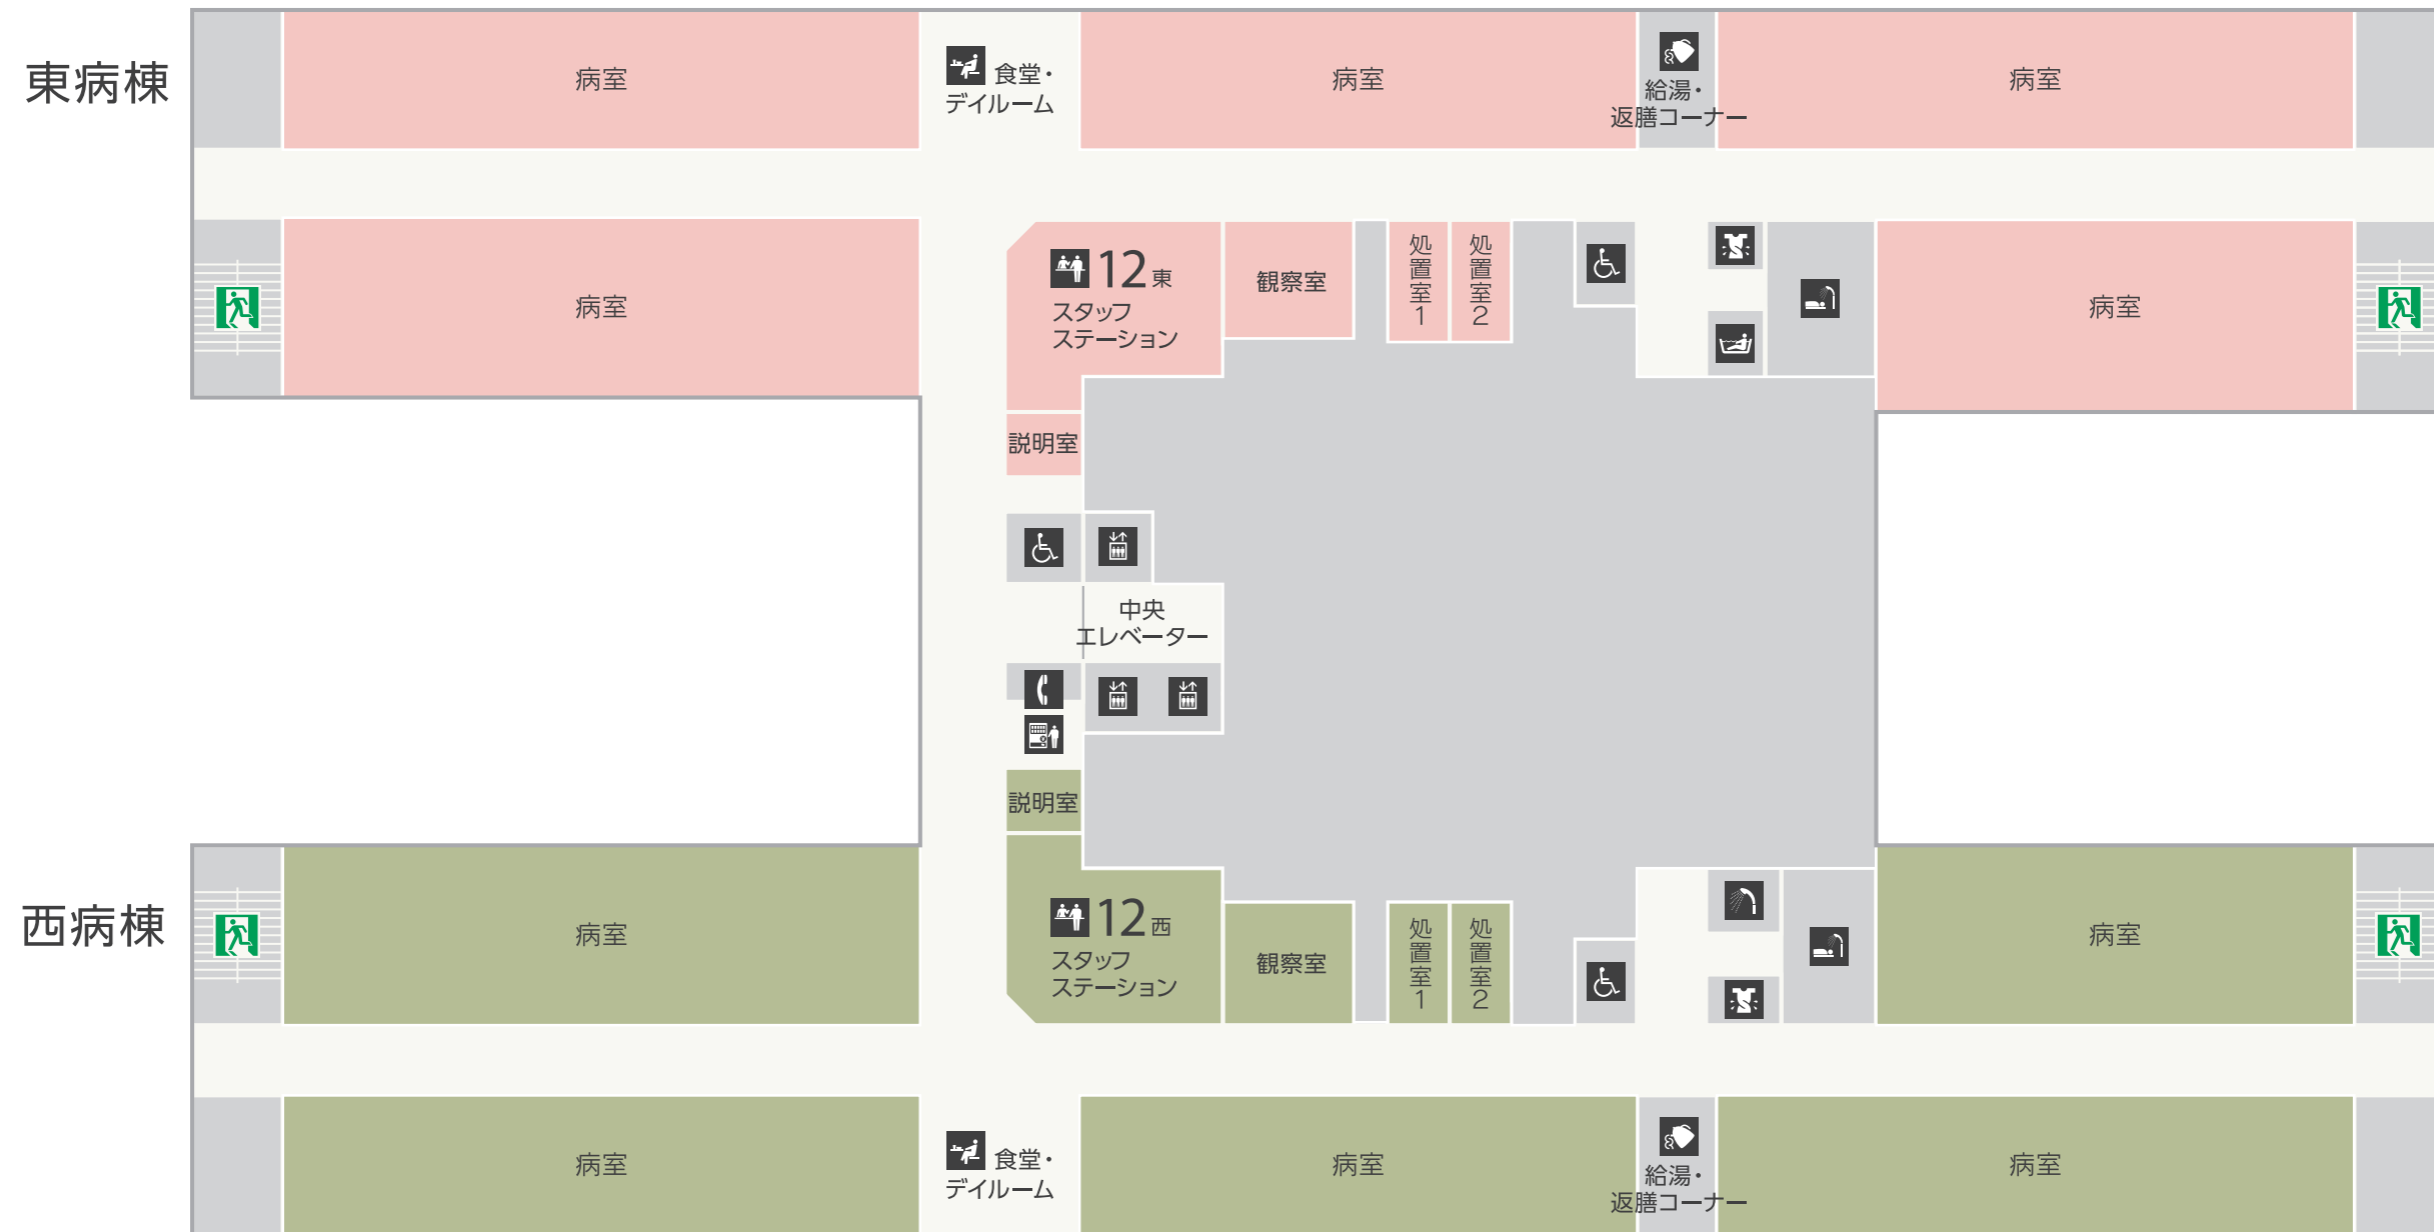 東病棟
病室
食堂・
デイルーム
病室
給湯・
返膳コーナー
病室
病室
12東
スタッフ
ステーション
観察室
処置室1
処置室2
病室
説明室
中央
エレベーター
説明室
西病棟
病室
12西
スタッフ
ステーション
観察室
処置室1
処置室2
病室
病室
食堂・
デイルーム
病室
給湯・
返膳コーナー
病室